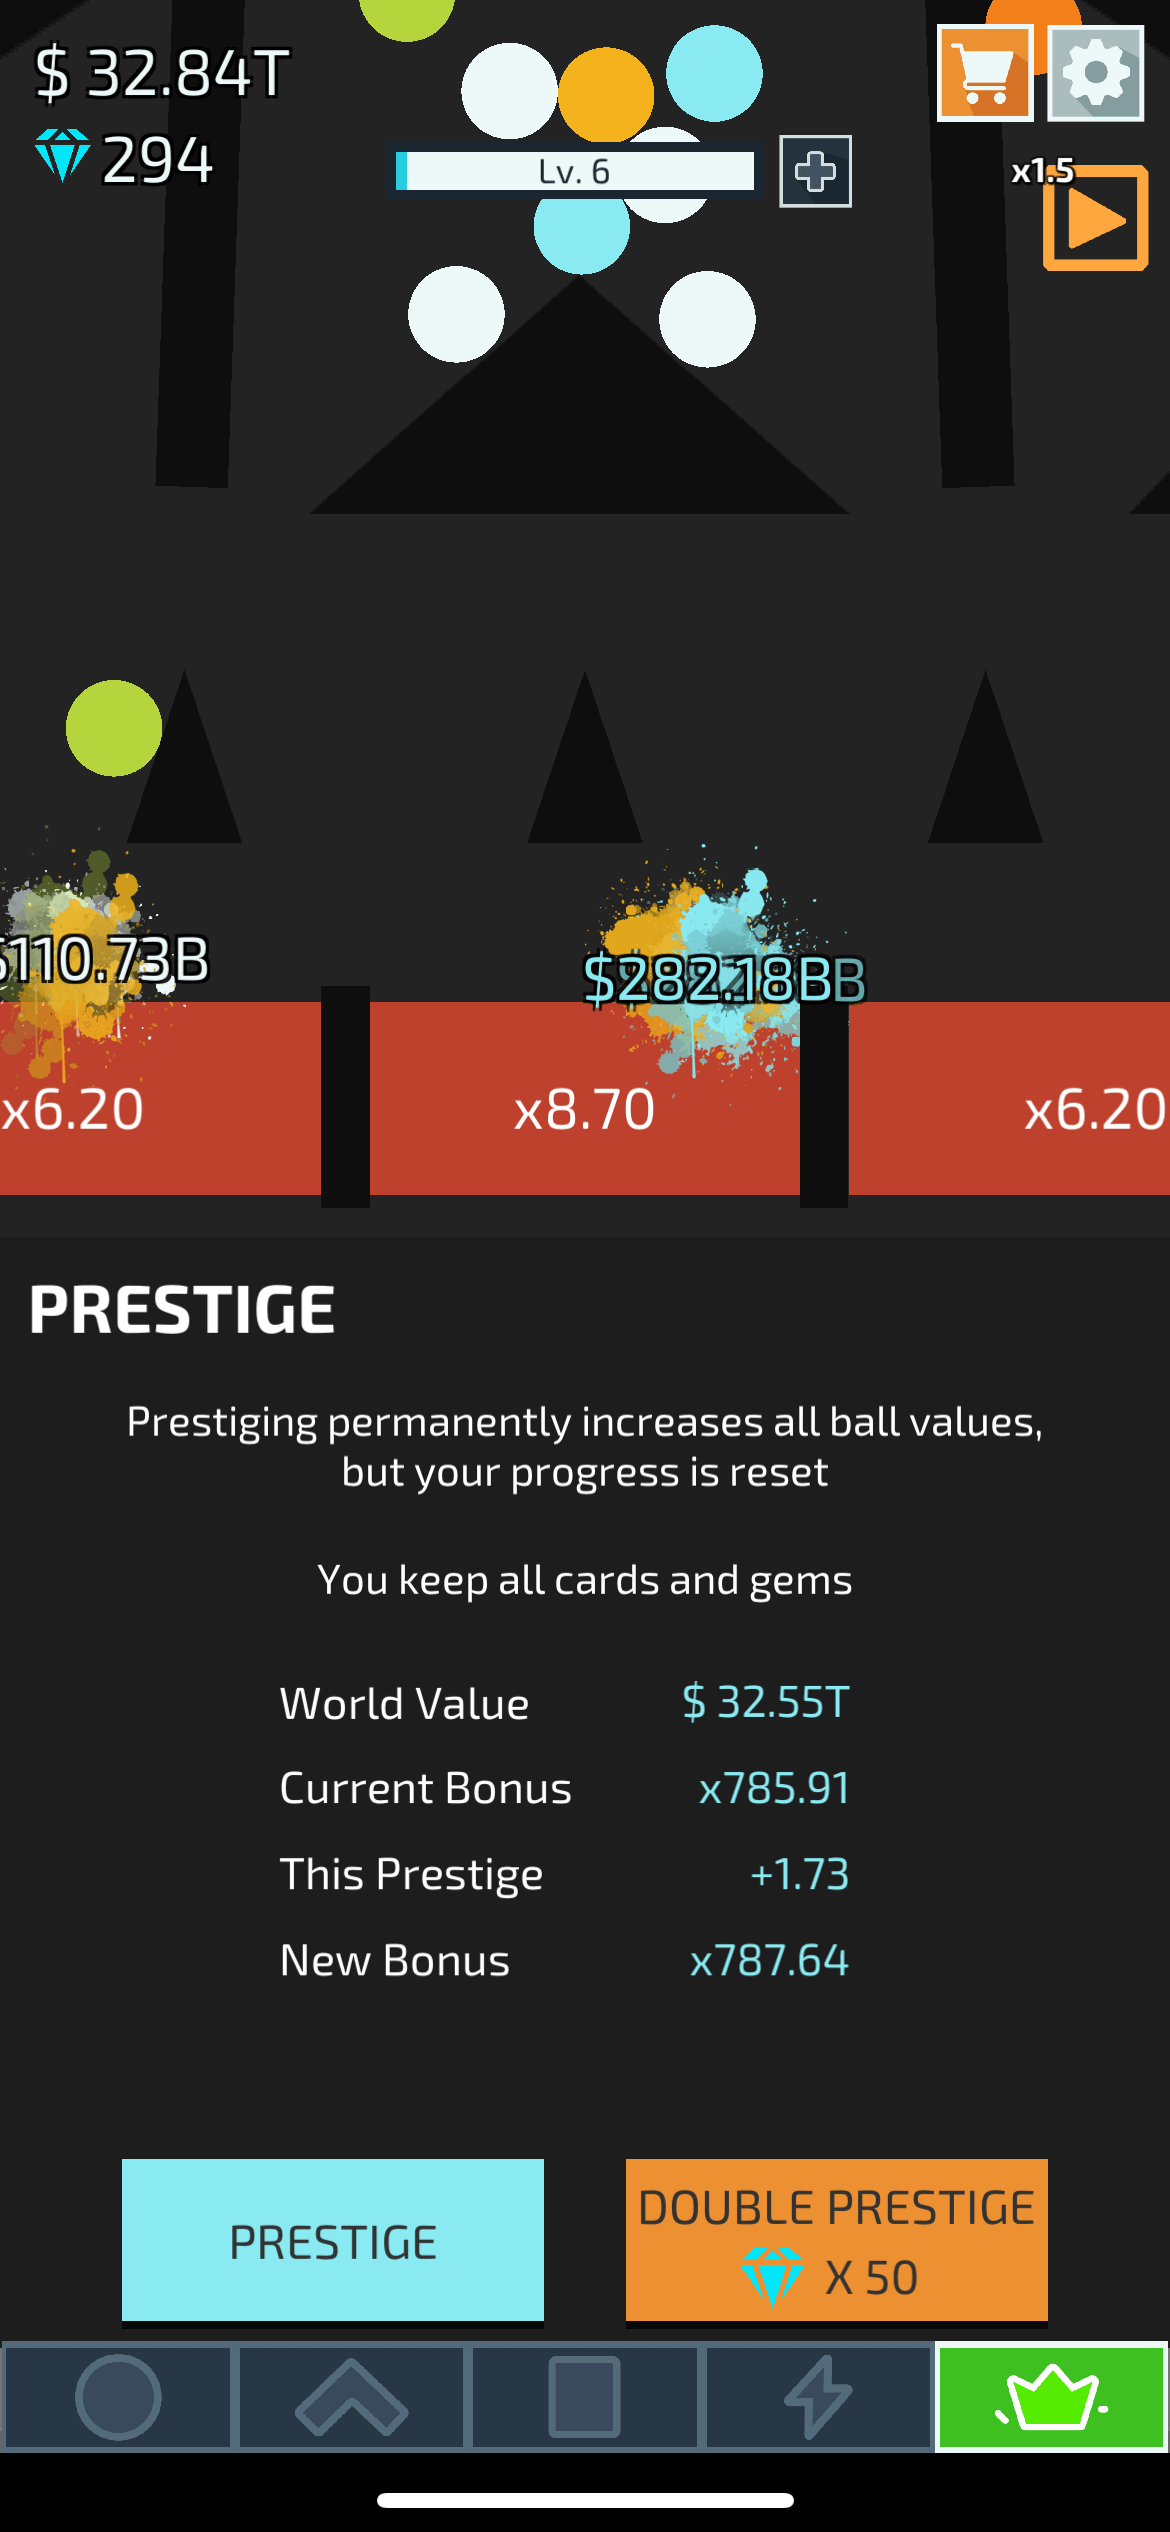 $ 32.84T
294
Lv. 6
x1.5
$110.73B
$282.18B
x6.20
x8.70
x6.20
PRESTIGE
Prestiging permanently increases all ball values,
but your progress is reset
You keep all cards and gems
World Value $ 32.55T
Current Bonus x785.91
This Prestige +1.73
New Bonus x787.64
PRESTIGE
DOUBLE PRESTIGE
X 50